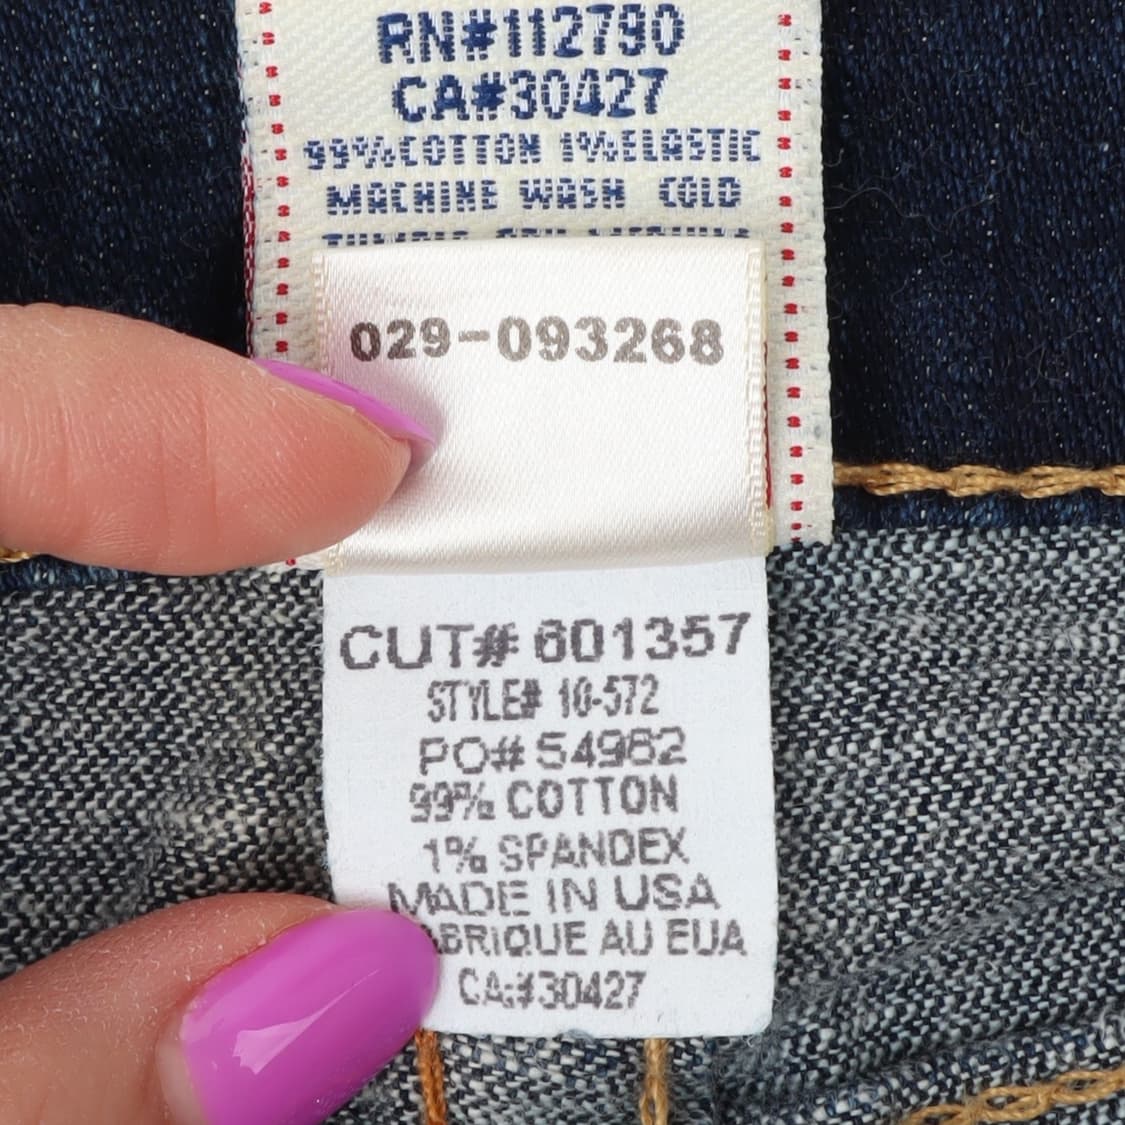 RN#112790
CA#30427
99%COTTON 1%ELASTIC
MACHINE WASH COLD
029-093268
CUT# 601357
STYLE# 10-572
PO# 54982
99% COTTON
1% SPANDEX
MADE IN USA
ABRIQUE AU EUA
CA:#30427